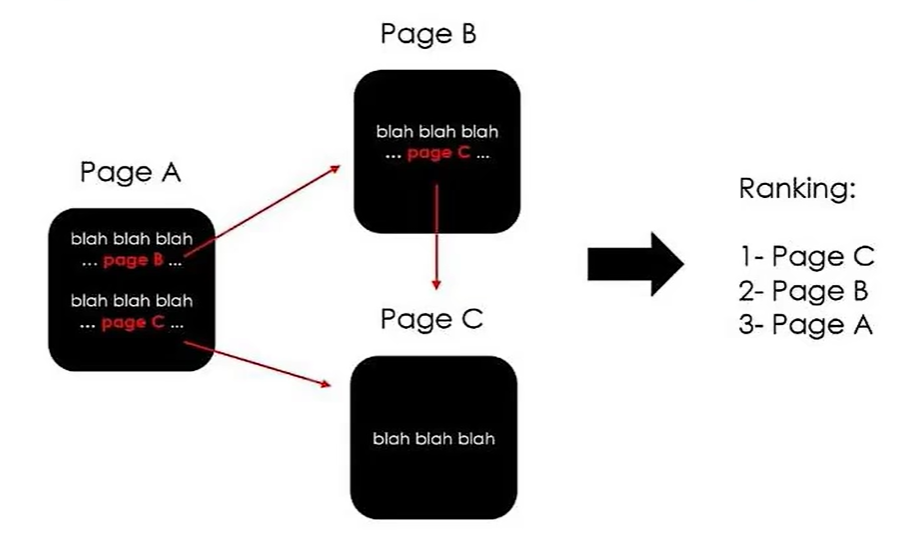 Page B
blah blah blah
... page C ...
Page A
blah blah blah
... page B ...
blah blah blah
... page C ...
Page C
blah blah blah
Ranking:
1- Page C
2- Page B
3- Page A